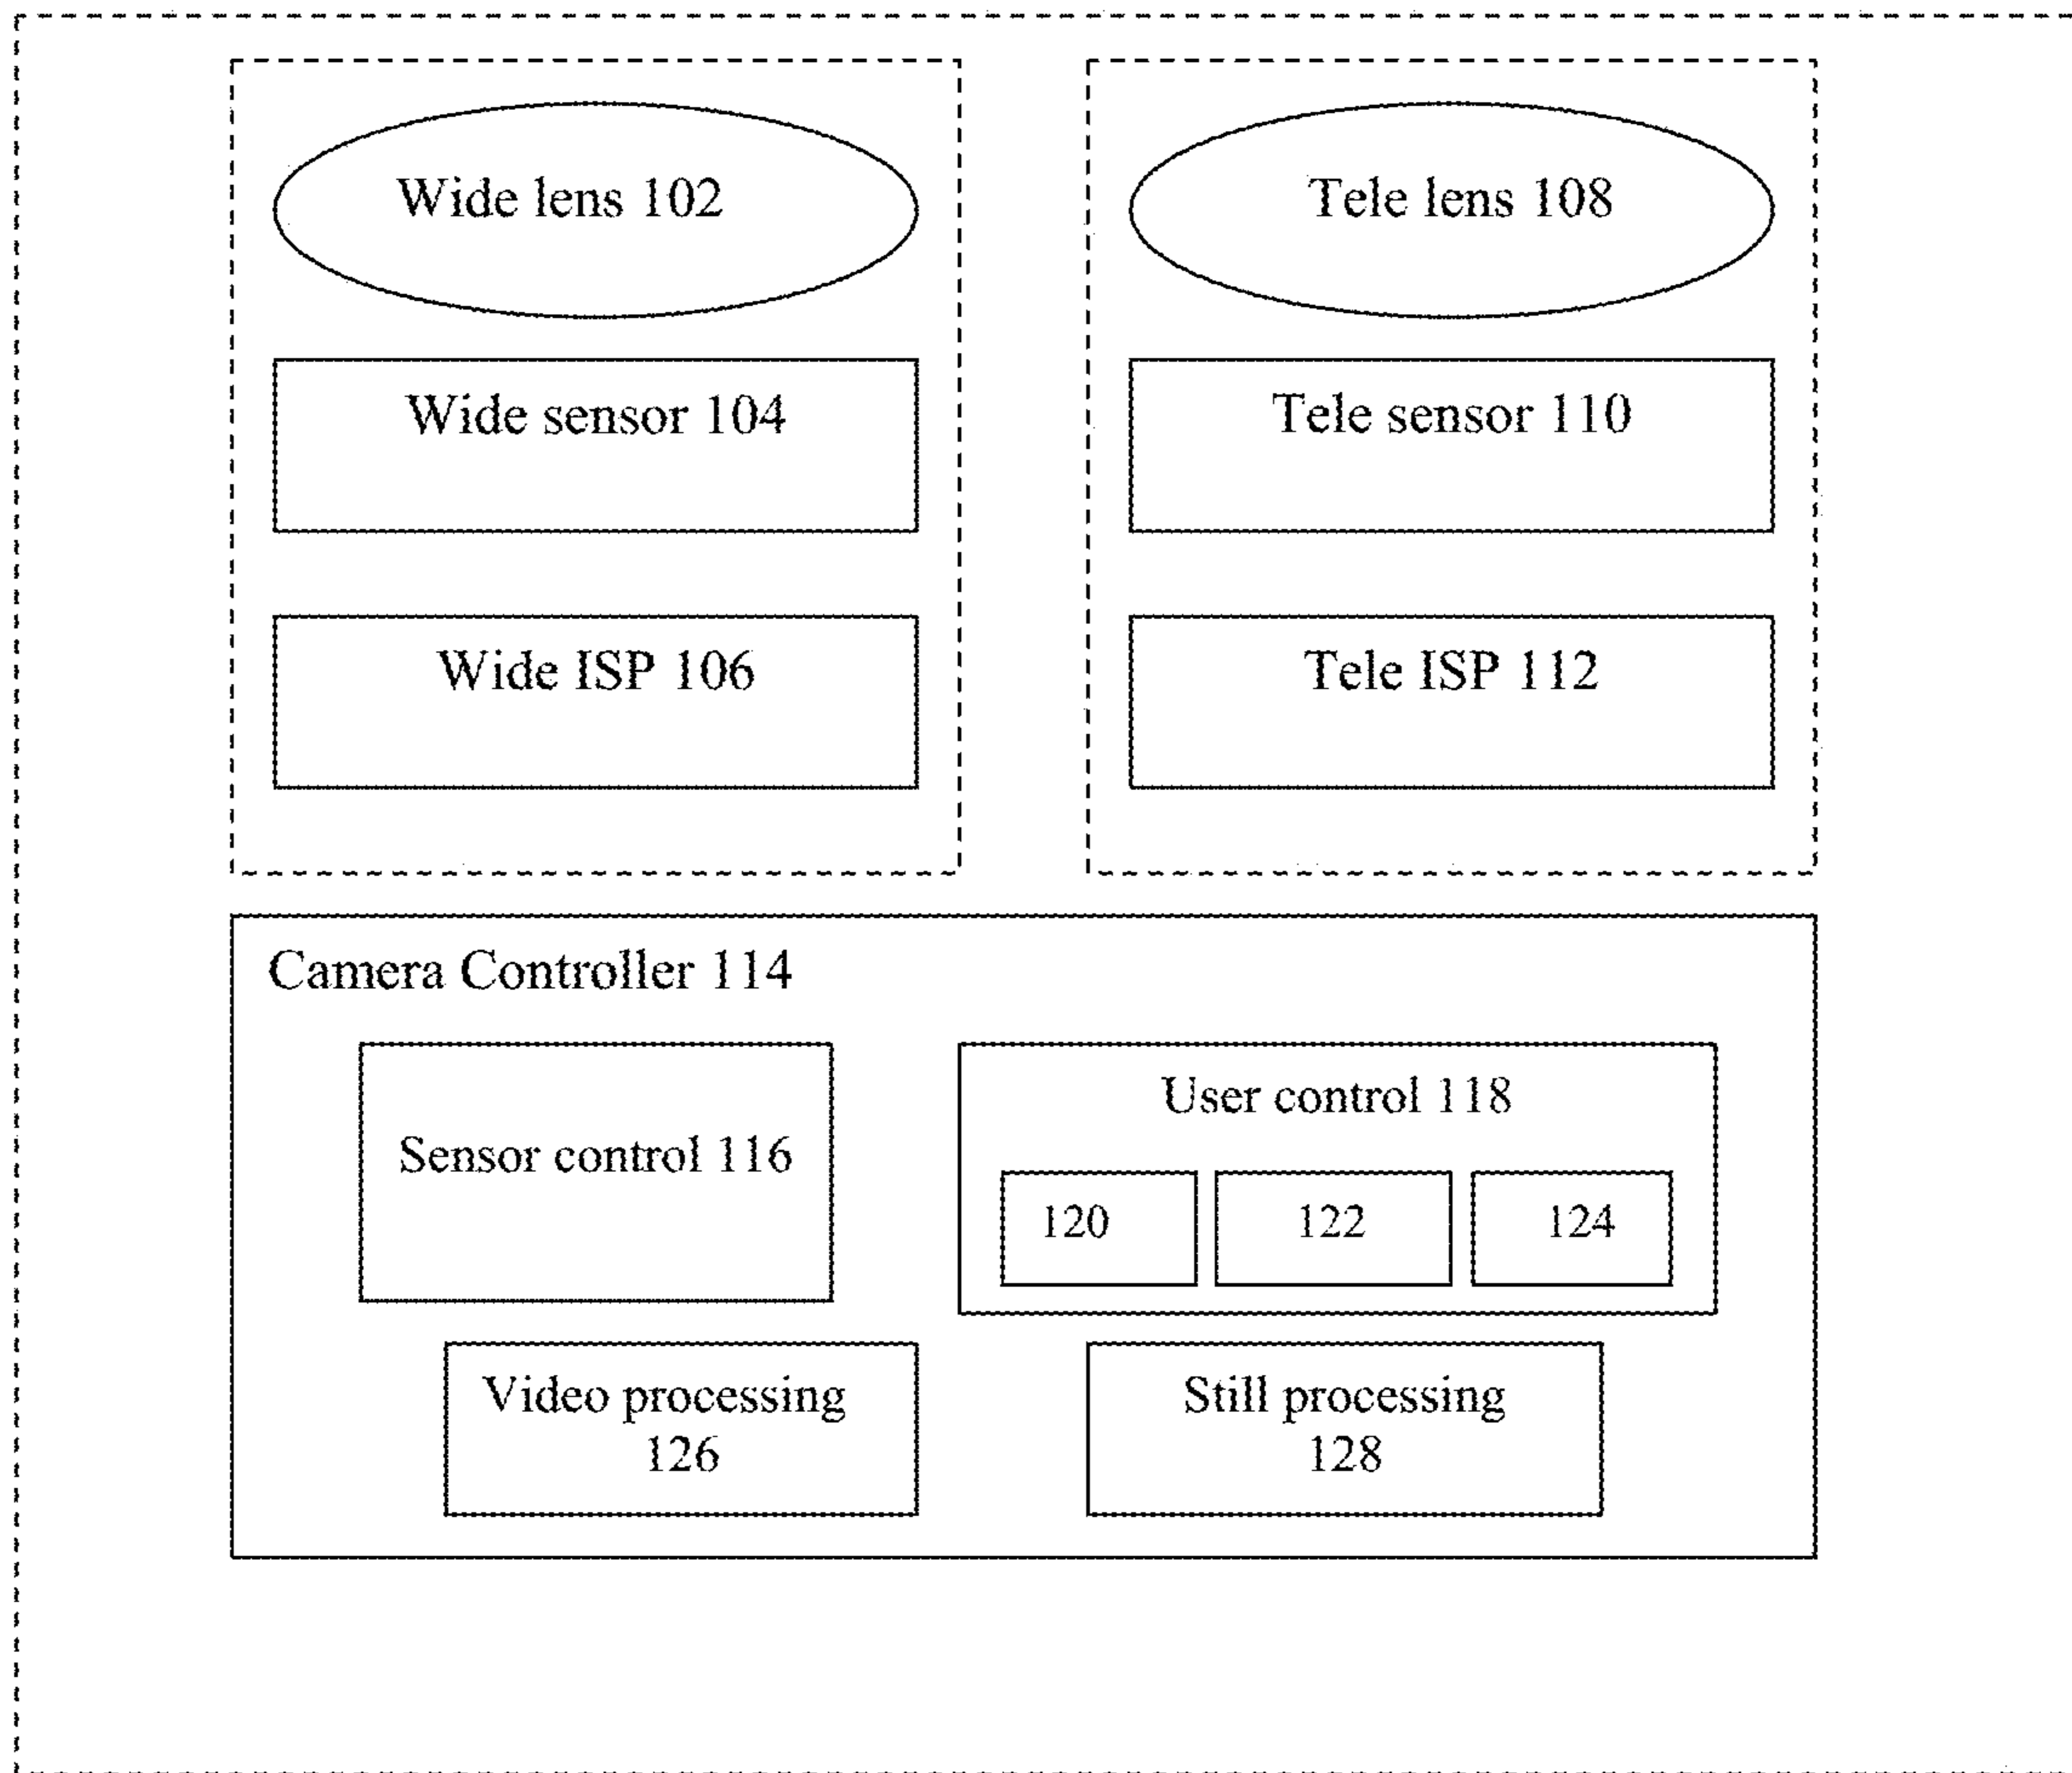 Wide lens 102
Tele lens 108
Wide sensor 104
Tele sensor 110
Wide ISP 106
Tele ISP 112
Camera Controller 114
Sensor control 116
User control 118
120
122
124
Video processing
126
Still processing
128